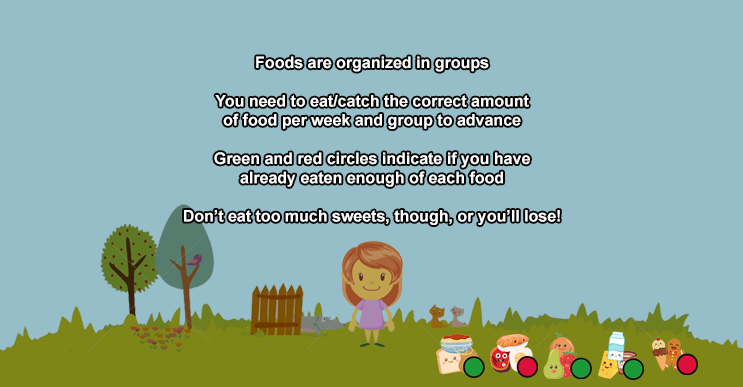 Foods are organized in groups
You need to eat/catch the correct amount
of food per week and group to advance
Green and red circles indicate if you have
already eaten enough of each food
Don't eat too much sweets, though, or you'll lose!